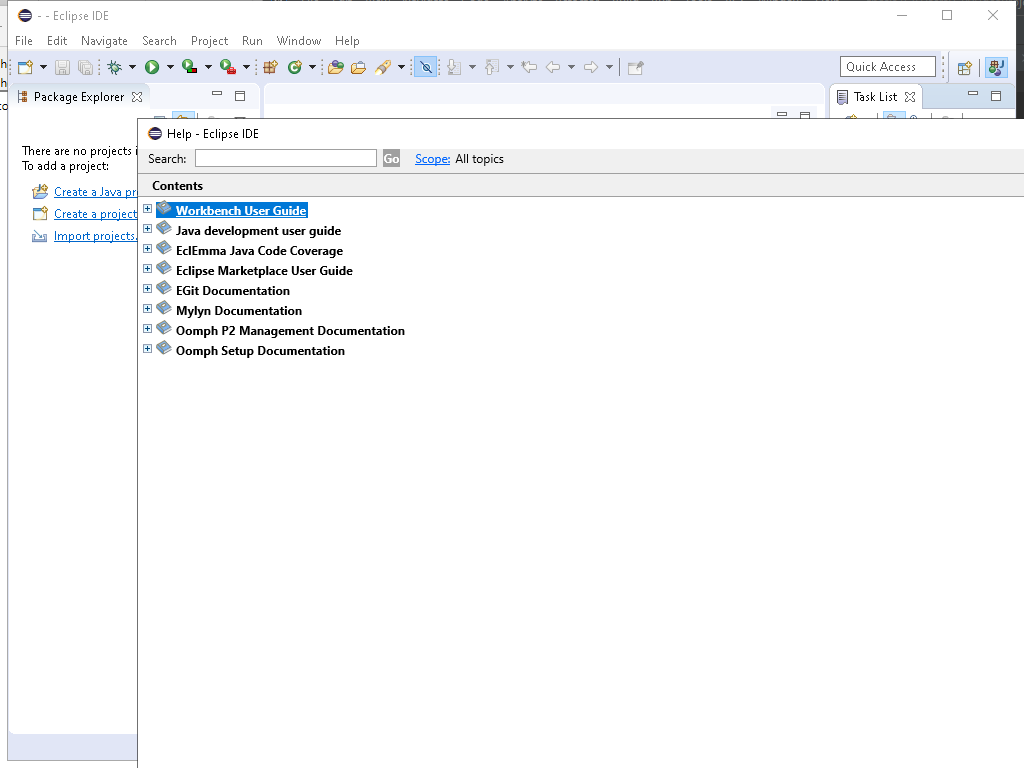 - - Eclipse IDE
File Edit Navigate Search Project Run Window Help
Quick Access
Package Explorer
Task List
There are no projects
To add a project:
Create a Java
Create a project
Import projects
Help - Eclipse IDE
Search: Go Scope: All topics
Contents
Workbench User Guide
Java development user guide
EclEmma Java Code Coverage
Eclipse Marketplace User Guide
EGit Documentation
Mylyn Documentation
Oomph P2 Management Documentation
Oomph Setup Documentation